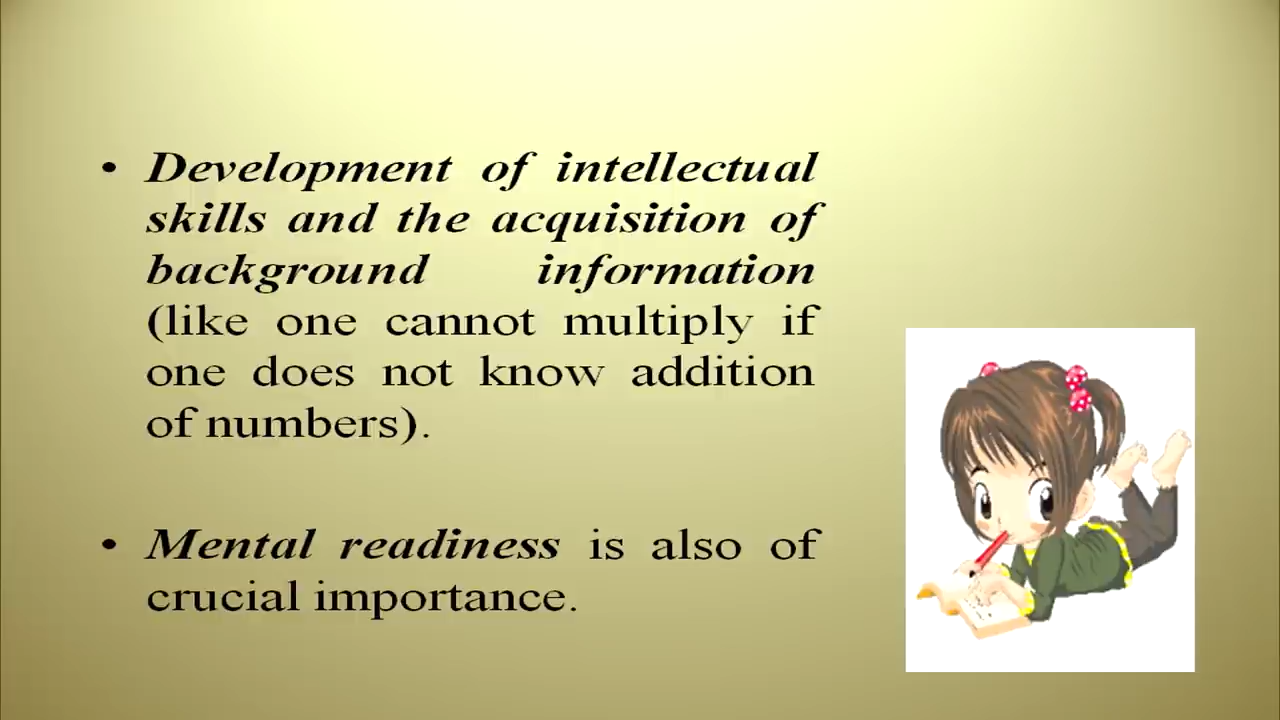 • Development of intellectual
skills and the acquisition of
background information
(like one cannot multiply if
one does not know addition
of numbers).
• Mental readiness is also of
crucial importance.